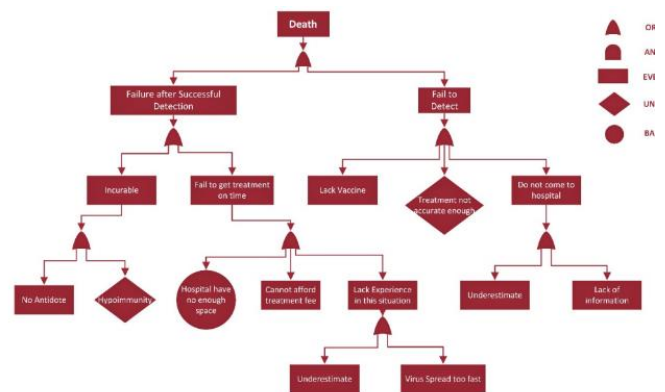 Death
OR
AN
Failure after Successful
Detection
Fail to
Detect
EVE
UN
BA
Incurable
Fail to get treatment
on time
Lack Vaccine
Treatment not
accurate enough
Do not come to
hospital
No Antidote
Hypoimmunity
Hospital have
no enough
space
Cannot afford
treatment fee
Lack Experience
in this situation
Underestimate
Lack of
information
Underestimate
Virus Spread too fast